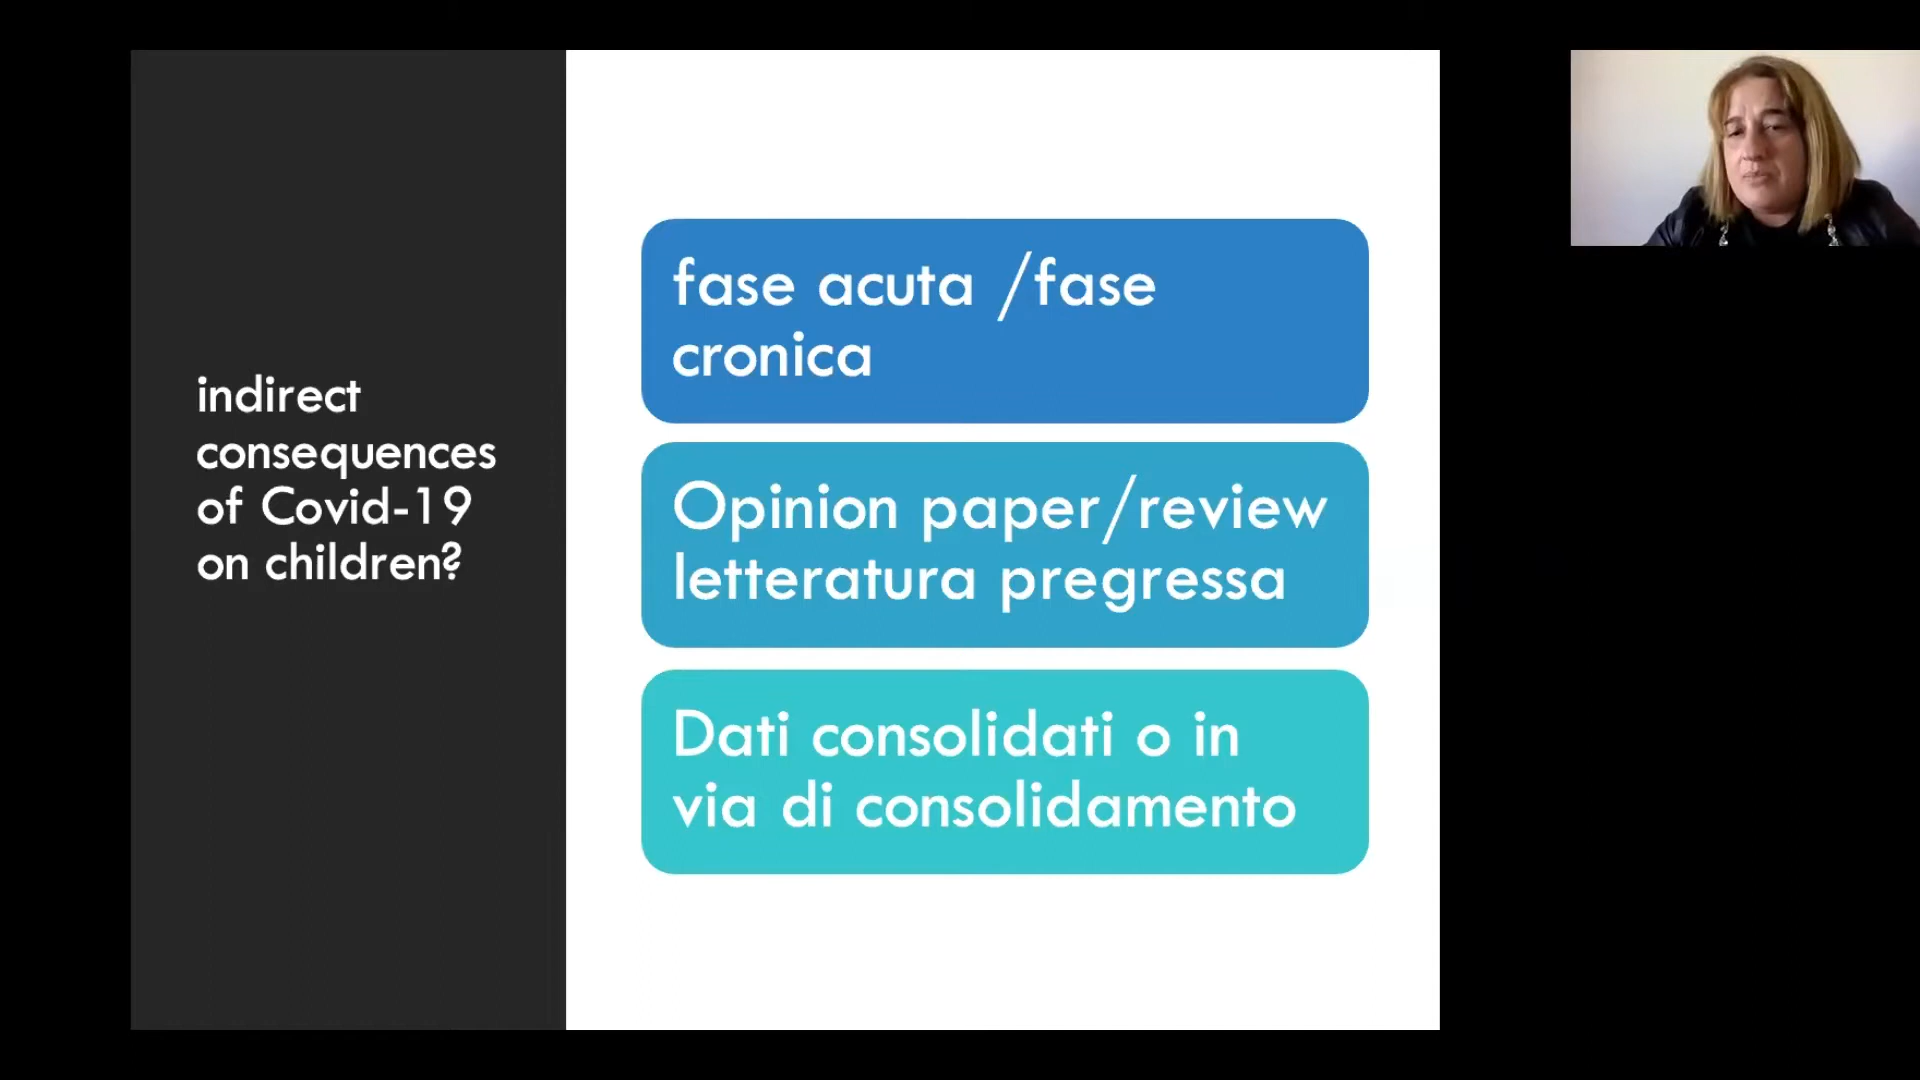 indirect
consequences
of Covid-19
on children?
fase acuta /fase
cronica
Opinion paper/review
letteratura pregressa
Dati consolidati o in
via di consolidamento